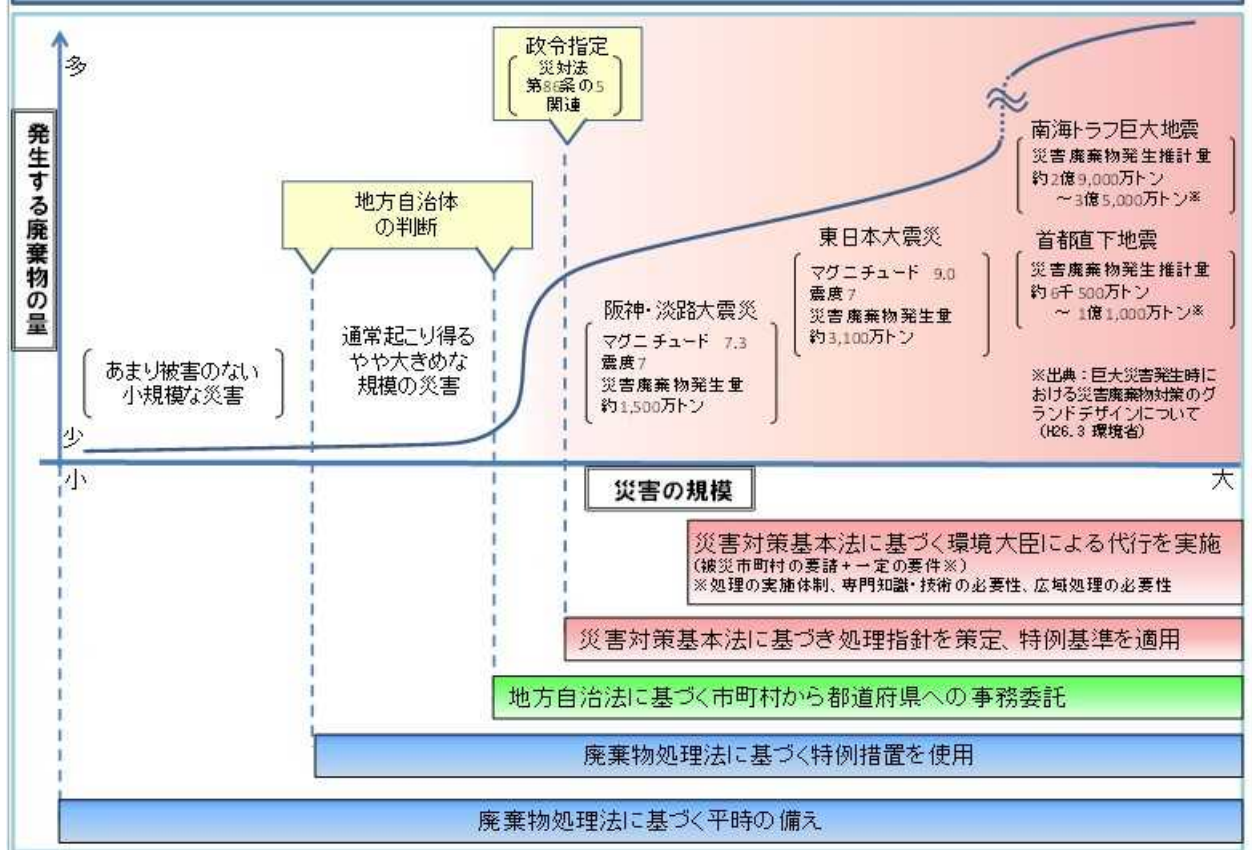 多
発生する廃棄物の量
少
小
政令指定
災対法
第86条の5
関連
地方自治体
の判断
あまり被害のない
小規模な災害
通常起こり得る
やや大きめな
規模の災害
阪神・淡路大震災
マグニチュード 7.3
震度7
災害廃棄物発生量
約1,500万トン
東日本大震災
マグニチュード 9.0
震度7
災害廃棄物発生量
約3,100万トン
南海トラフ巨大地震
災害廃棄物発生推計量
約2億9,000万トン
～3億5,000万トン※
首都直下地震
災害廃棄物発生推計量
約6千500万トン
～ 1億1,000万トン※
※出典：巨大災害発生時に
おける災害廃棄物対策のグ
ランドデザインについて
（H26.3 環境省）
災害の規模
大
災害対策基本法に基づく環境大臣による代行を実施
(被災市町村の要請+一定の要件※)
※処理の実施体制、専門知識・技術の必要性、広域処理の必要性
災害対策基本法に基づき処理指針を策定、特例基準を適用
地方自治法に基づく市町村から都道府県への事務委託
廃棄物処理法に基づく特例措置を使用
廃棄物処理法に基づく平時の備え